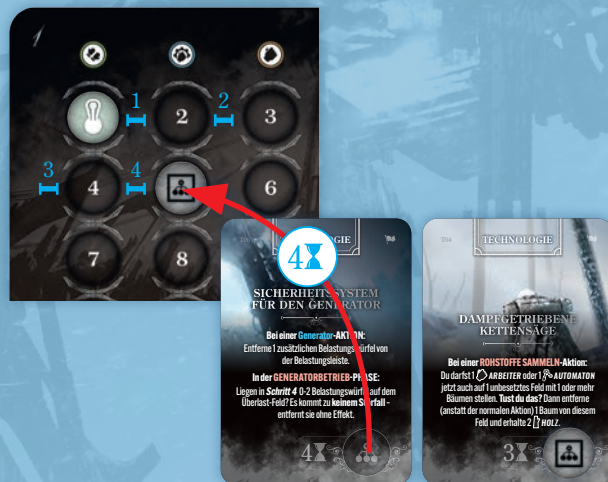 1
2
2
3
3
4
4
6
7
8
4
GIE
SICHERHEITSSYSTEM
FÜR DEN GENERATOR
Bei einer Generator-AKTION:
Entferne 1 zusätzlichen Belastungswürfel von
der Belastungsleiste.
In der GENERATORBETRIEB-PHASE:
Liegen in Schritt 4 0-2 Belastungswürfel auf dem
Überlast-Feld? Es kommt zu keinem Störfall –
entfernt sie ohne Effekt.
4
TECHNOLOGIE
DAMPFGETRIEBENE
KETTENSÄGE
Bei einer ROHSTOFFE SAMMELN-Aktion:
Du darfst 1 ARBEITER oder 1 AUTOMATON
jetzt auch auf 1 unbesetztes Feld mit 1 oder mehr
Bäumen stellen. Tust du das? Dann entferne
(anstatt der normalen Aktion) 1 Baum von diesem
Feld und erhalte 2 HOLZ.
3